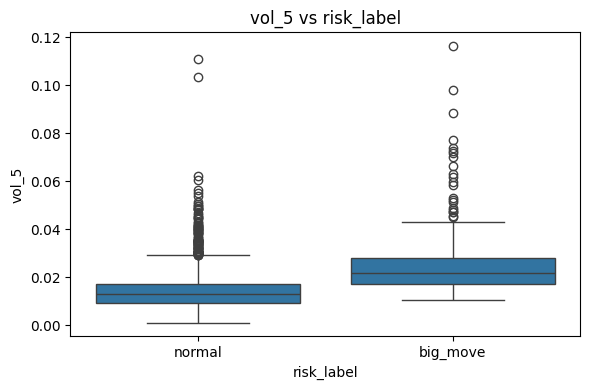 vol_5 vs risk_label
0.12
0.10
0.08
0.06
0.04
0.02
0.00
vol_5
normal
big_move
risk_label